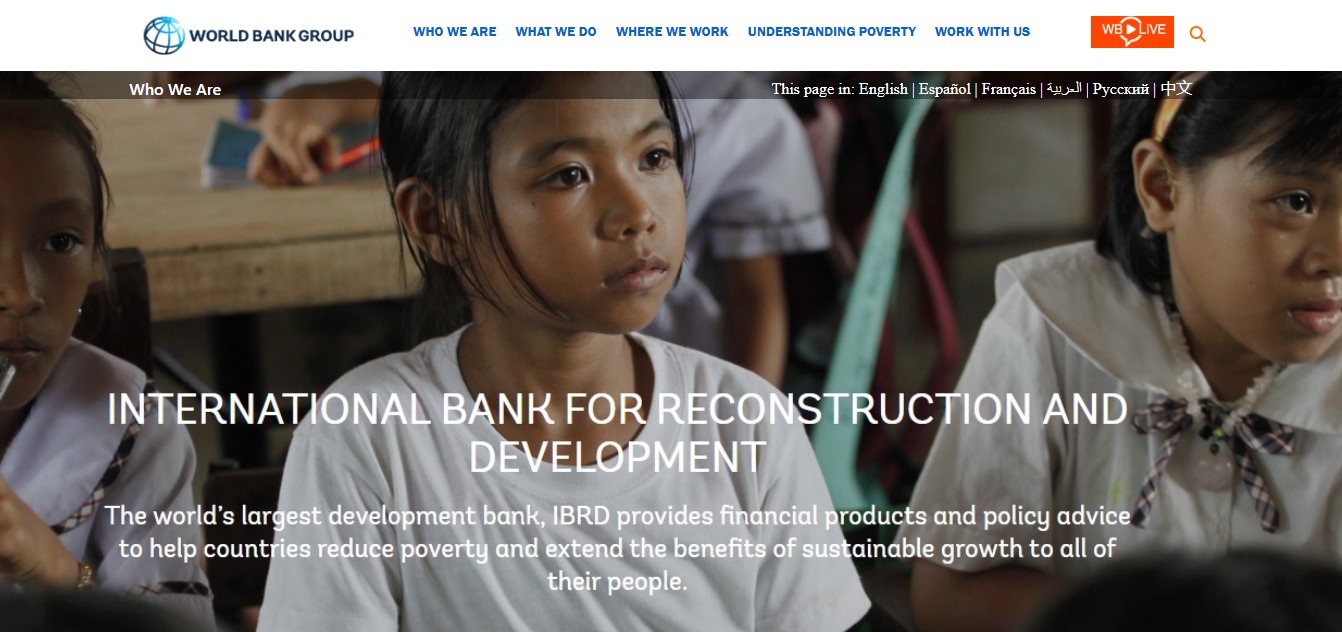 WORLD BANK GROUP
WHO WE ARE WHAT WE DO WHERE WE WORK UNDERSTANDING POVERTY WORK WITH US
WB LIVE
Who We Are
This page in: English | Español | Français | العربية | Русский | 中文
INTERNATIONAL BANK FOR RECONSTRUCTION AND
DEVELOPMENT
The world's largest development bank, IBRD provides financial products and policy advice
to help countries reduce poverty and extend the benefits of sustainable growth to all of
their people.